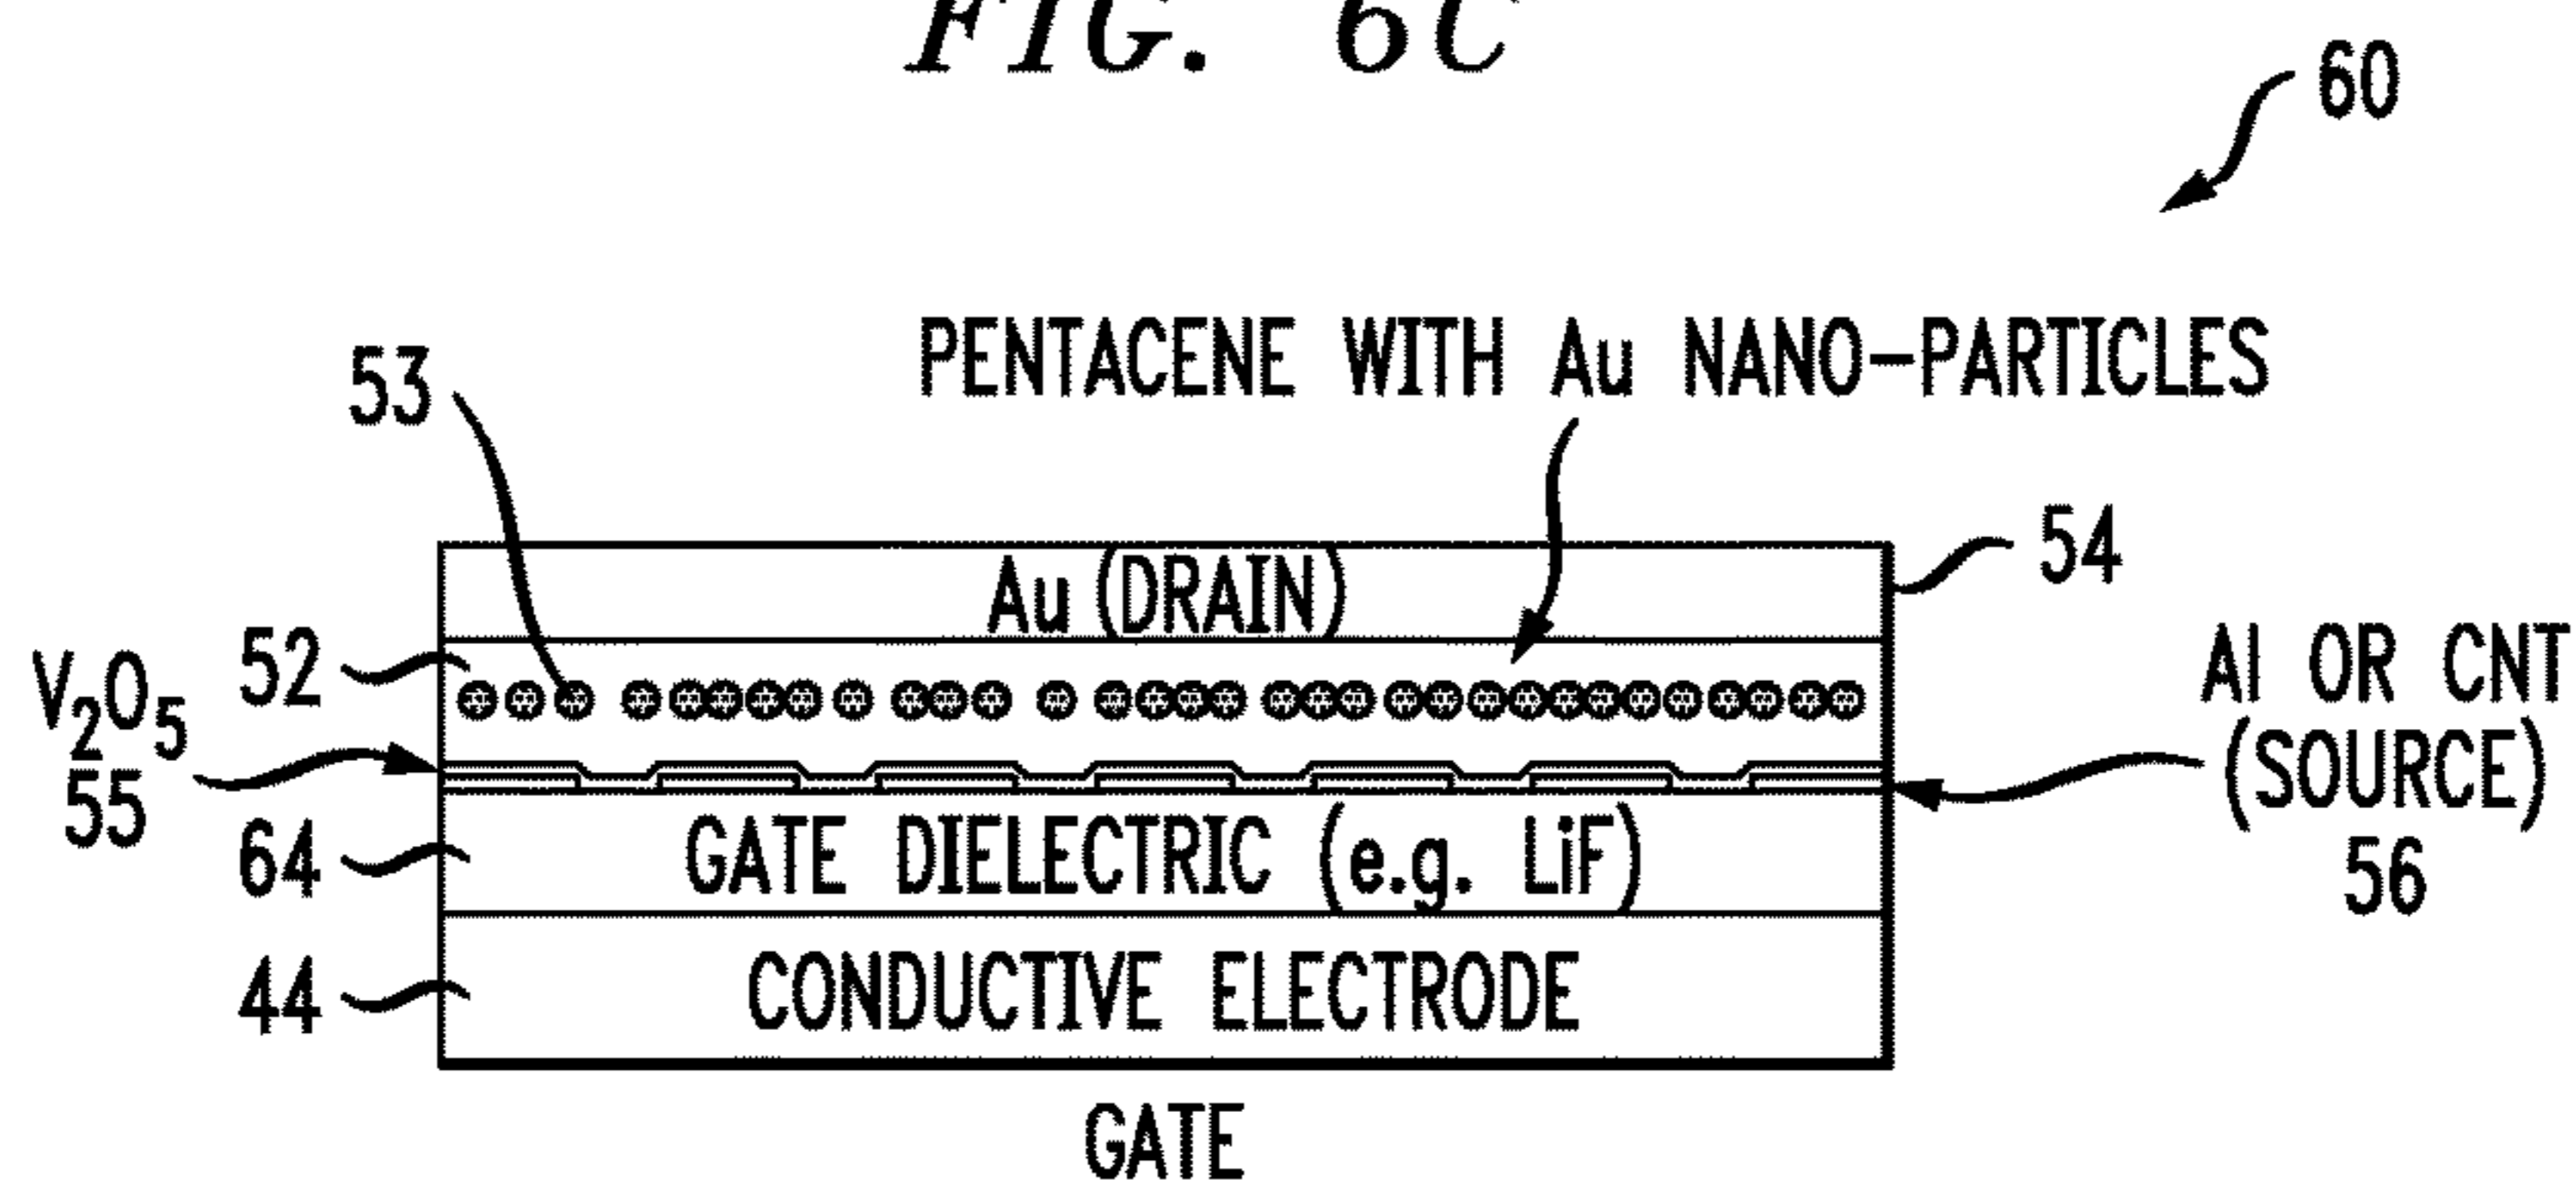 FIG. 6C
60
PENTACENE WITH Au NANO-PARTICLES
53
54
Au (DRAIN)
52
V2O5
55
Al OR CNT
(SOURCE)
56
64
GATE DIELECTRIC (e.g. LiF)
44
CONDUCTIVE ELECTRODE
GATE